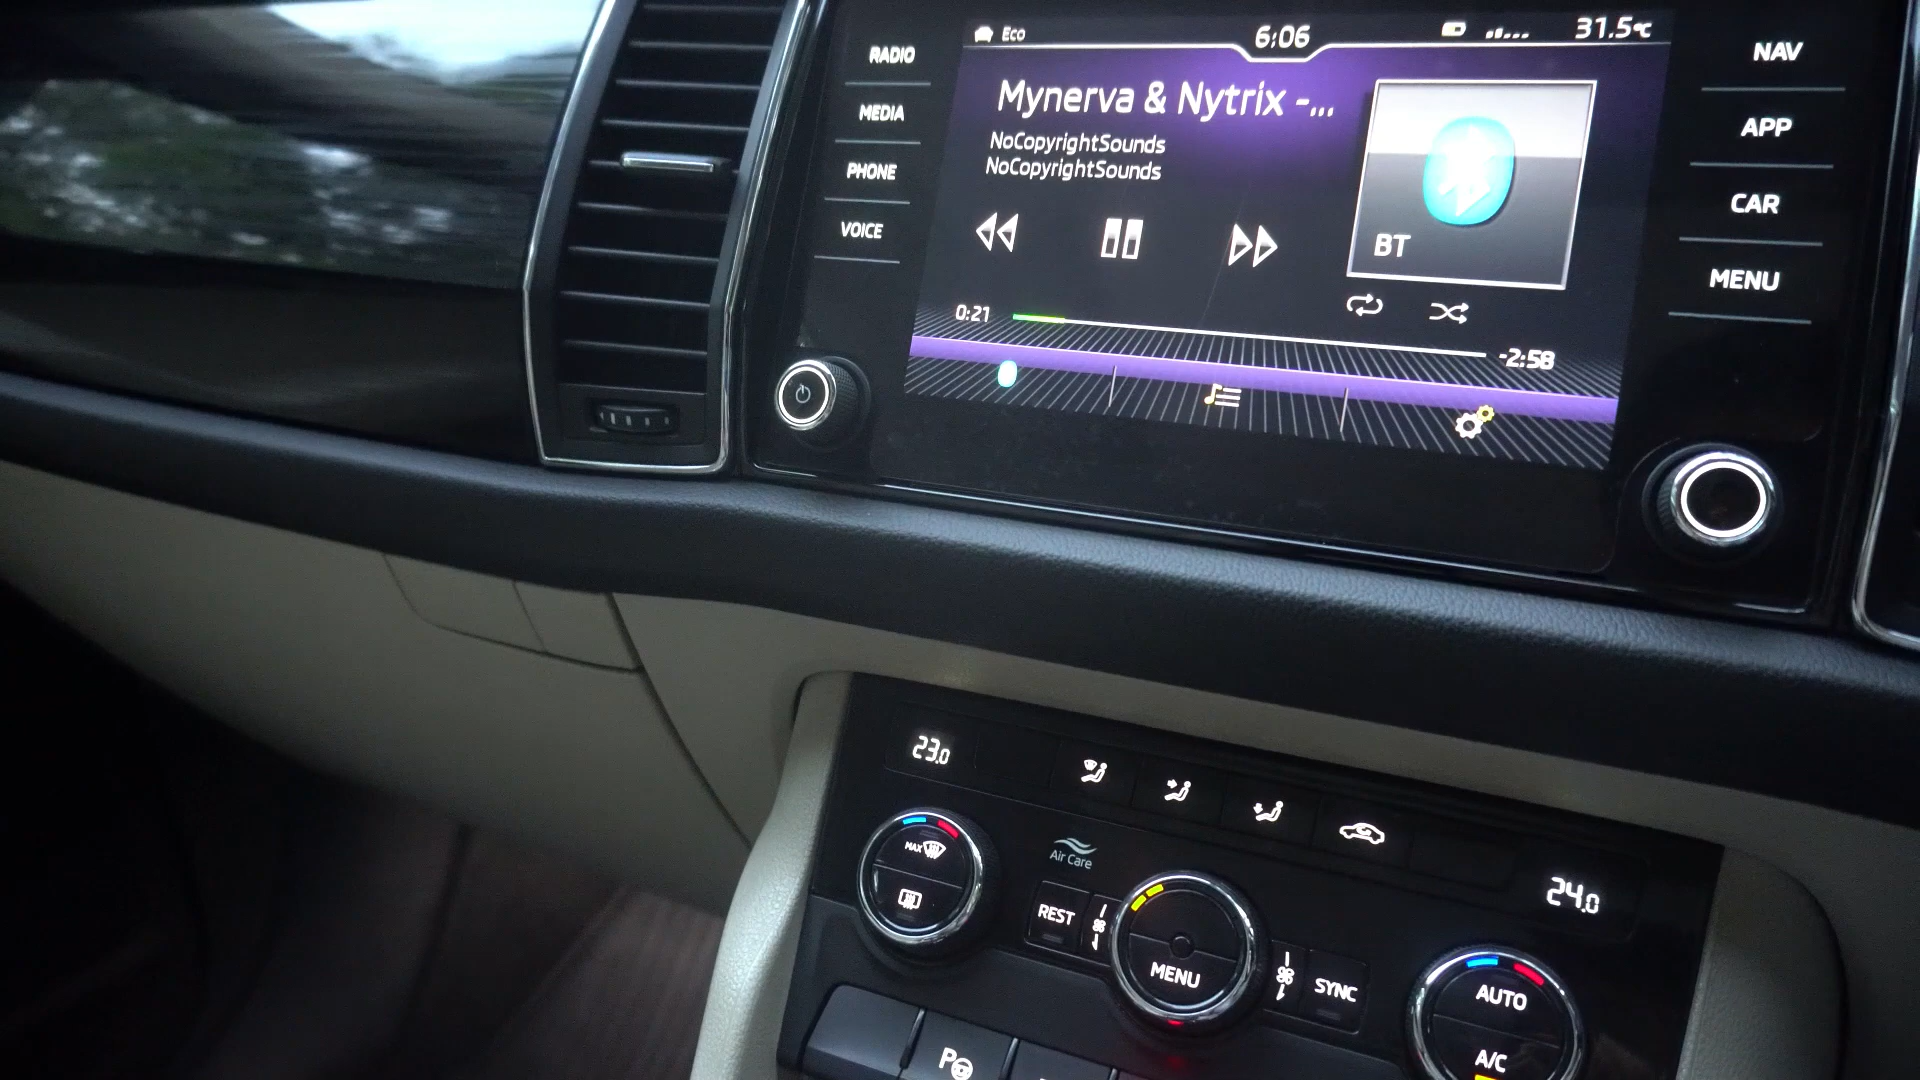 Eco
6:06
31.5°C
RADIO
MEDIA
PHONE
VOICE
Mynerva & Nytrix -...
NoCopyrightSounds
NoCopyrightSounds
BT
0:21
-2:58
NAV
APP
CAR
MENU
23.0
MAX
Air Care
24.0
REST
MENU
SYNC
AUTO
A/C
P